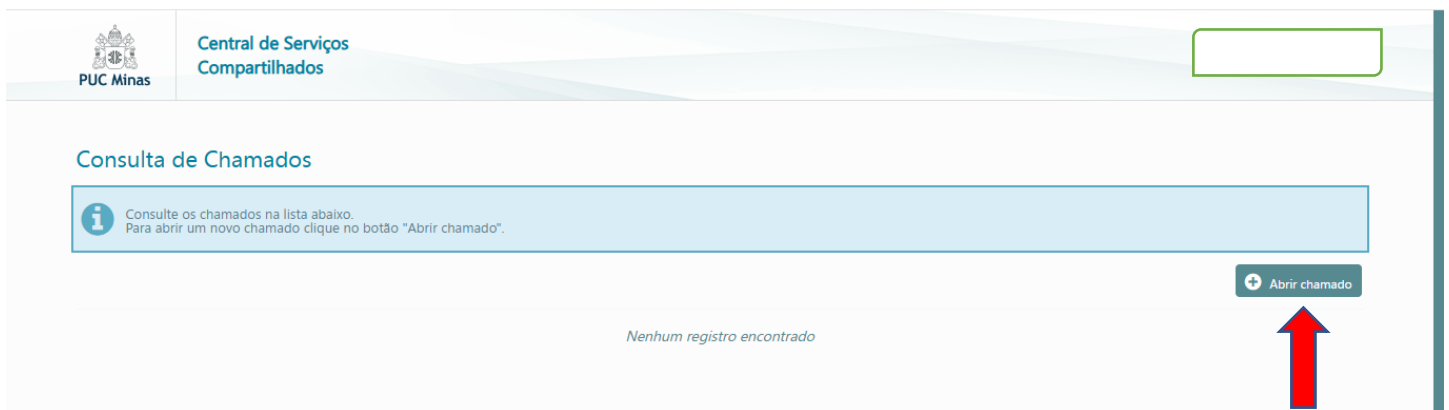 PUC Minas
Central de Serviços
Compartilhados
Consulta de Chamados
Consulte os chamados na lista abaixo.
Para abrir um novo chamado clique no botão "Abrir chamado".
Abrir chamado
Nenhum registro encontrado